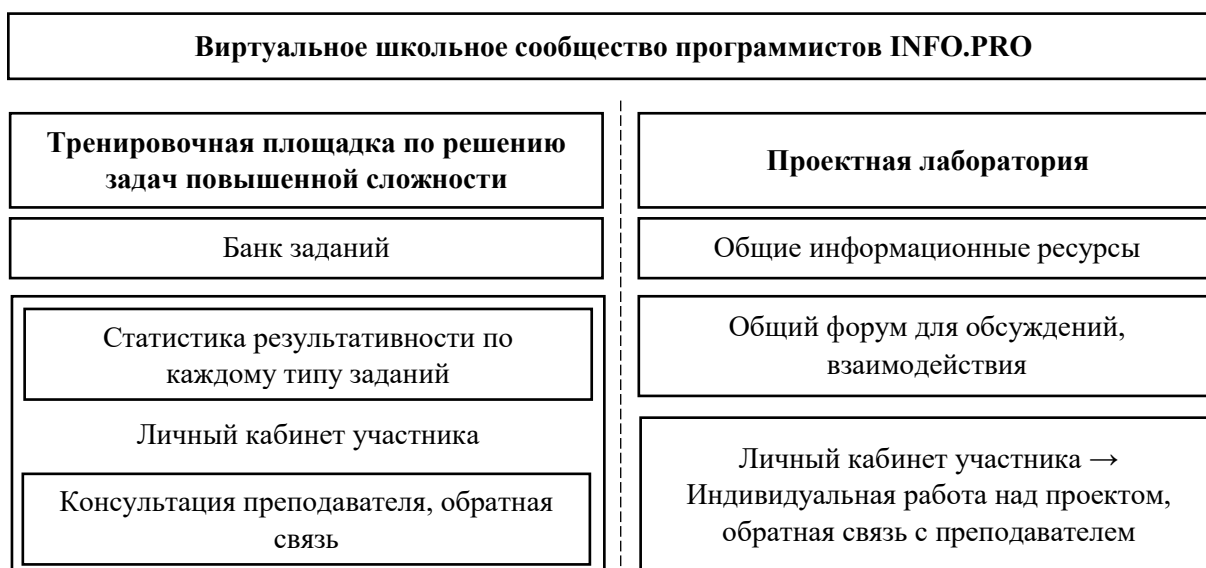 Виртуальное школьное сообщество программистов INFO.PRO
Тренировочная площадка по решению
задач повышенной сложности
Банк заданий
Статистика результативности по
каждому типу заданий
Личный кабинет участника
Консультация преподавателя, обратная
связь
Проектная лаборатория
Общие информационные ресурсы
Общий форум для обсуждений,
взаимодействия
Личный кабинет участника →
Индивидуальная работа над проектом,
обратная связь с преподавателем